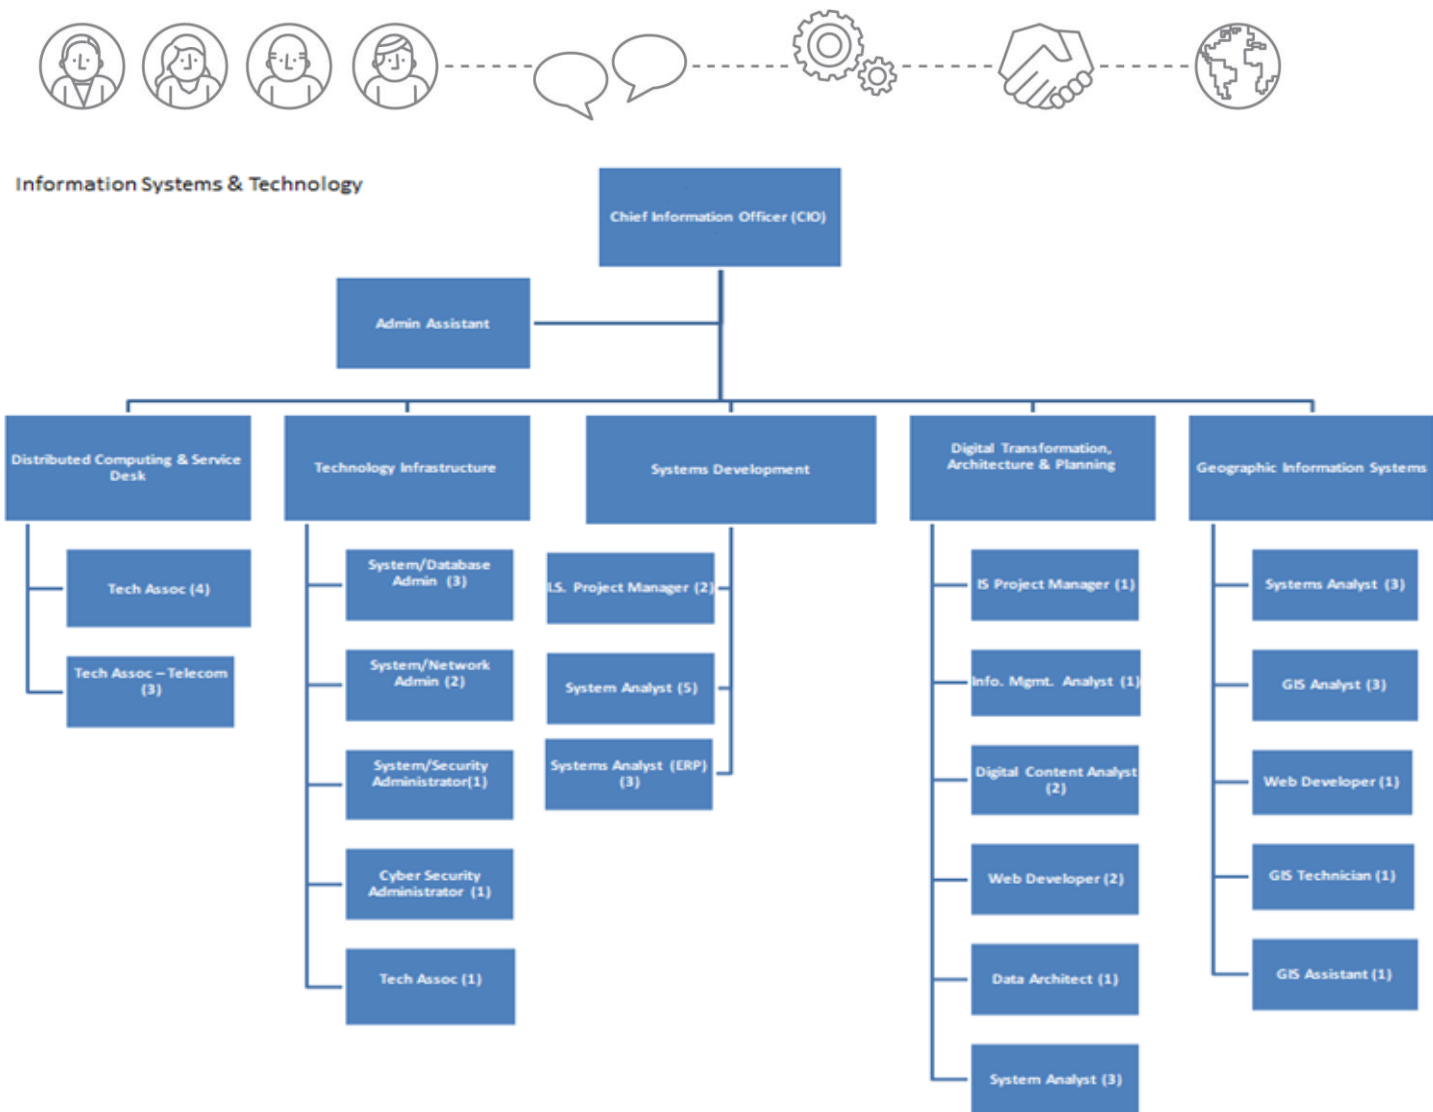 Information Systems & Technology
Chief Information Officer (CIO)
Admin Assistant
Distributed Computing & Service
Desk
Tech Assoc (4)
Tech Assoc – Telecom
(3)
Technology Infrastructure
System/Database
Admin (3)
System/Network
Admin (2)
System/Security
Administrator(1)
Cyber Security
Administrator (1)
Tech Assoc (1)
Systems Development
I.S. Project Manager (2)
System Analyst (5)
Systems Analyst (ERP)
(3)
Digital Transformation,
Architecture & Planning
IS Project Manager (1)
Info. Mgmt. Analyst (1)
Digital Content Analyst
(2)
Web Developer (2)
Data Architect (1)
System Analyst (3)
Geographic Information Systems
Systems Analyst (3)
GIS Analyst (3)
Web Developer (1)
GIS Technician (1)
GIS Assistant (1)